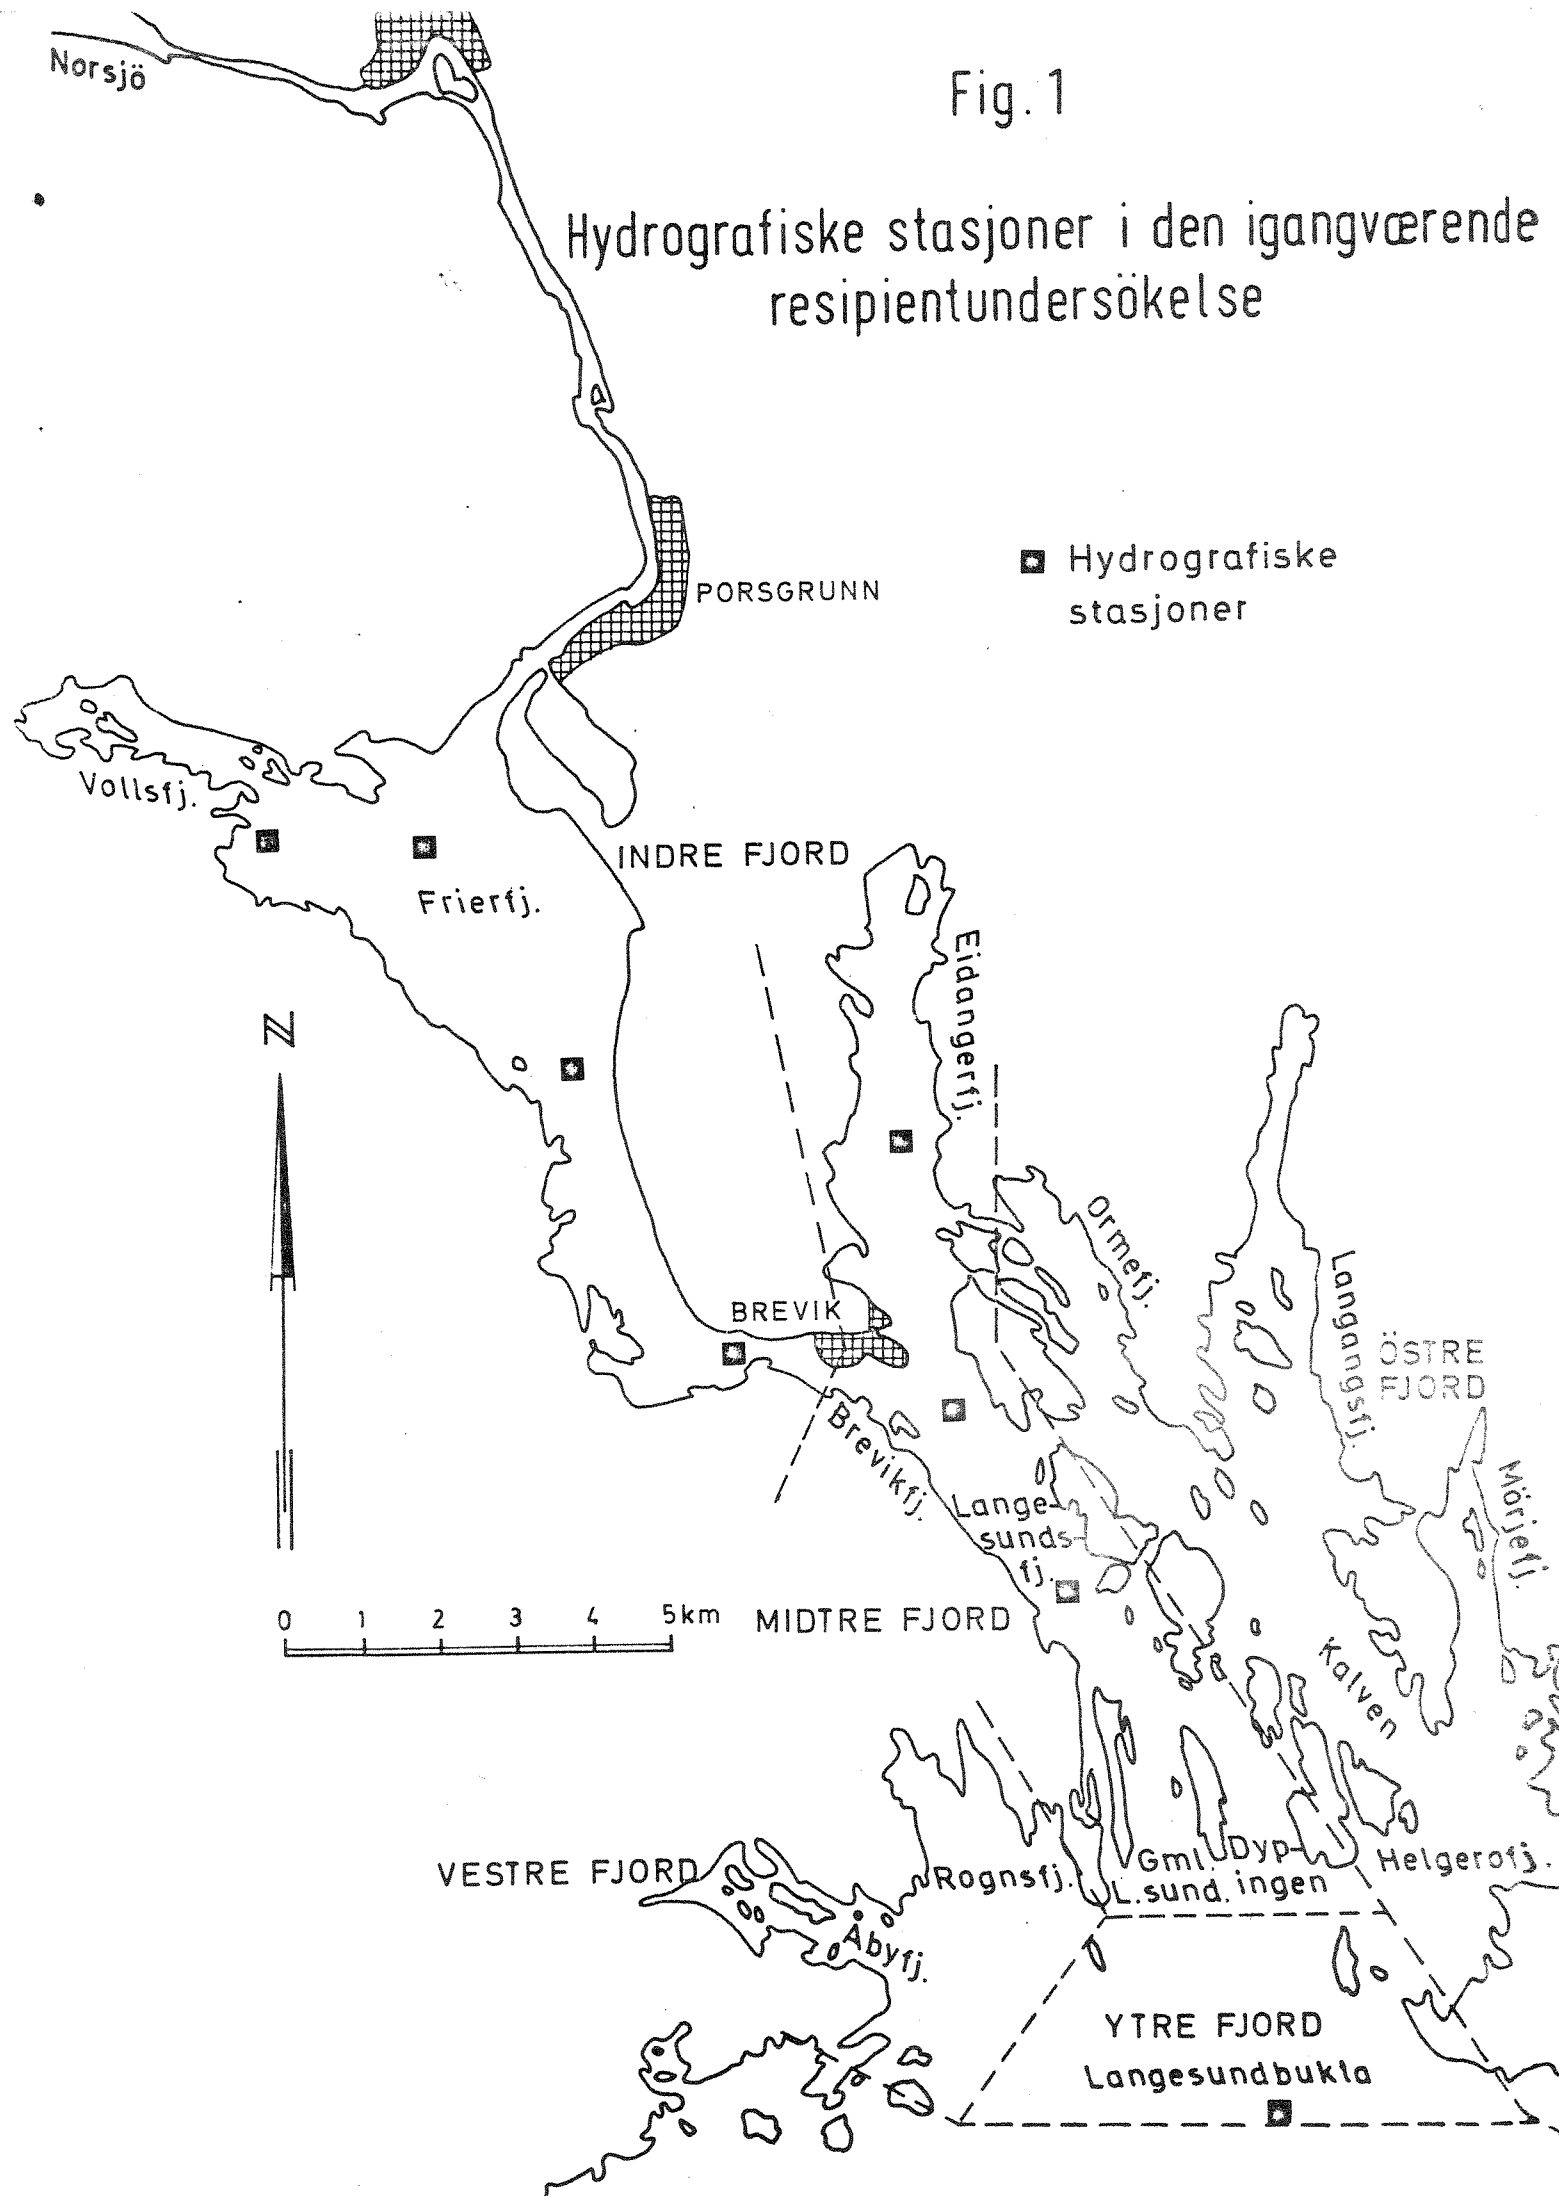 Norsjö
Fig. 1
Hydrografiske stasjoner i den igangværende
resipientundersökelse
PORSGRUNN
Hydrografiske
stasjoner
Vollsfj.
INDRE FJORD
Frierfj.
Eidangerfj.
N
Ormefj.
Langangsfj.
BREVIK
ÖSTRE
FJORD
Brevikfj.
Mörjefj.
Lange-
sunds-
fj.
0 1 2 3 4 5km
MIDTRE FJORD
Kalven
VESTRE FJORD
Rognsfj.
Gml.
L.sund.
Dyp-
ingen
Helgerofj.
Åbyfj.
YTRE FJORD
Langesundbukta